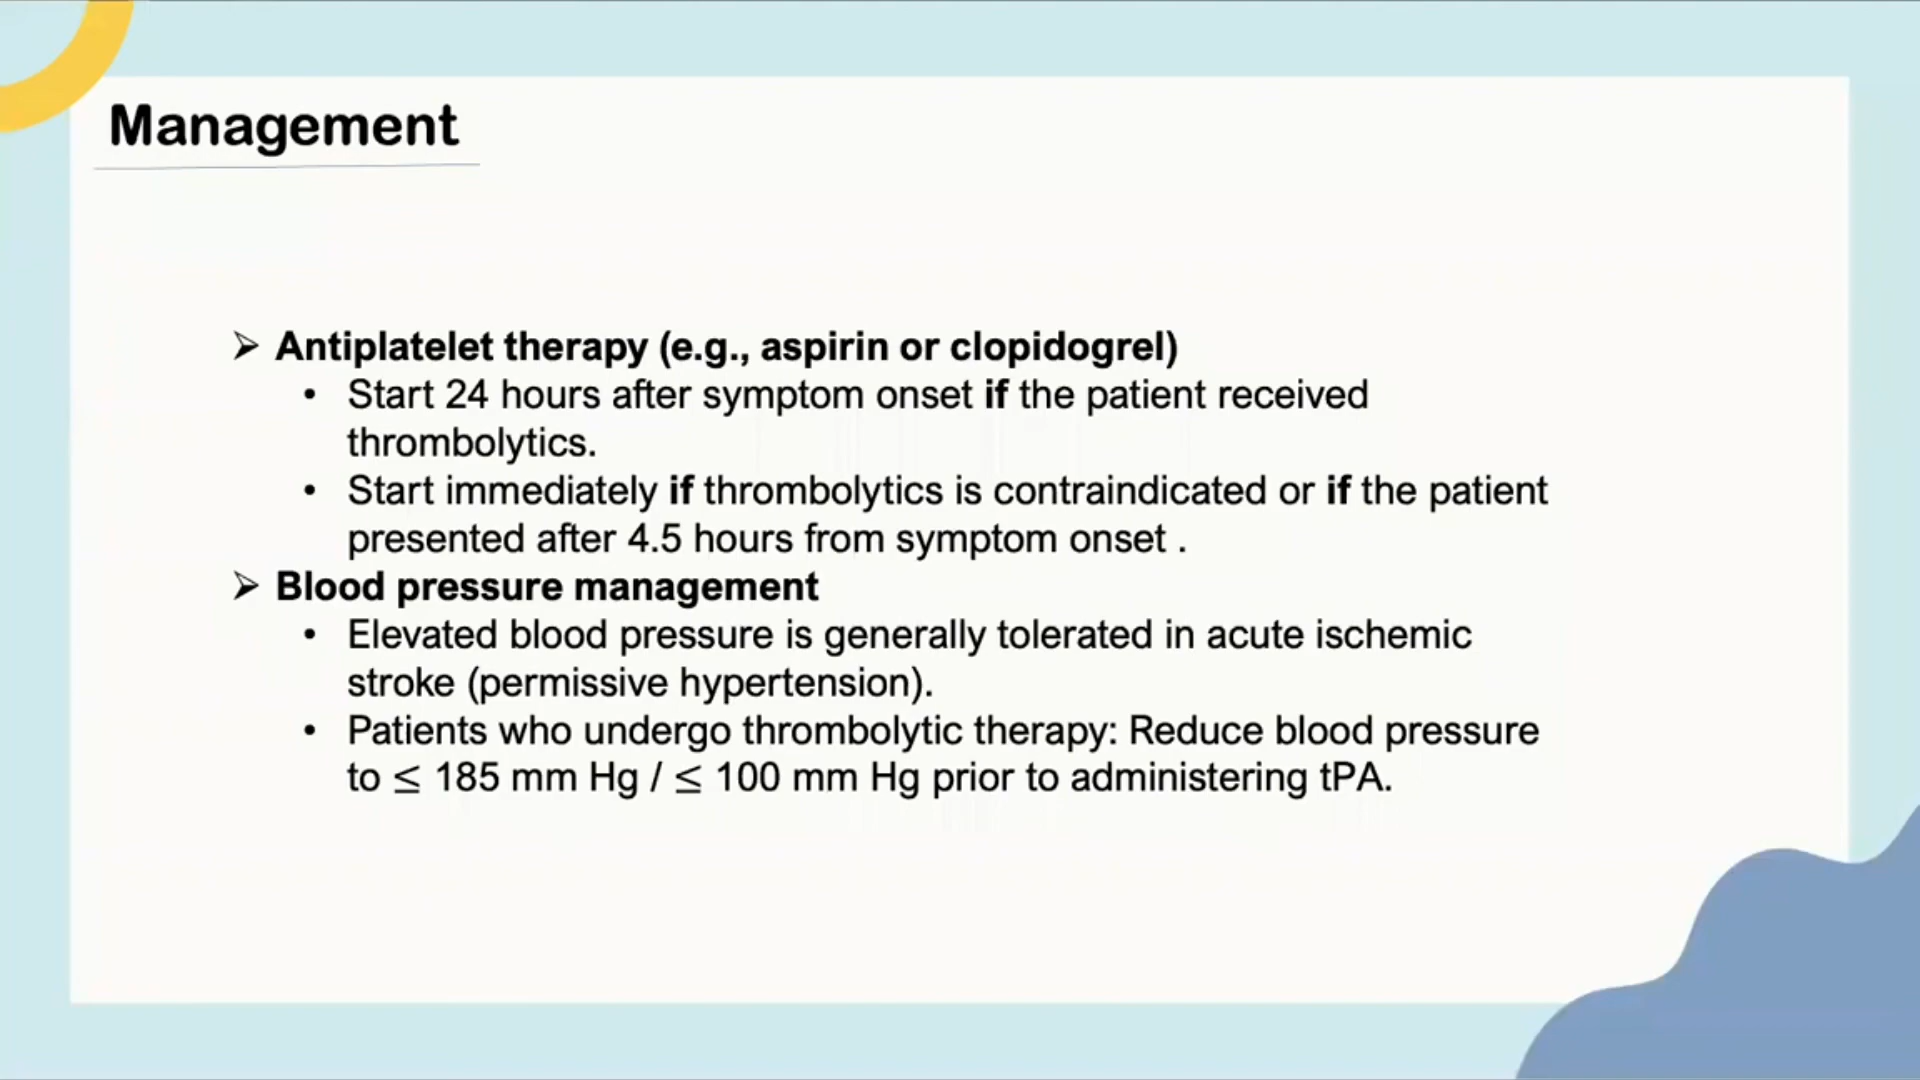 Management
➢ Antiplatelet therapy (e.g., aspirin or clopidogrel)
• Start 24 hours after symptom onset if the patient received
thrombolytics.
• Start immediately if thrombolytics is contraindicated or if the patient
presented after 4.5 hours from symptom onset .
➢ Blood pressure management
• Elevated blood pressure is generally tolerated in acute ischemic
stroke (permissive hypertension).
• Patients who undergo thrombolytic therapy: Reduce blood pressure
to ≤ 185 mm Hg / ≤ 100 mm Hg prior to administering tPA.